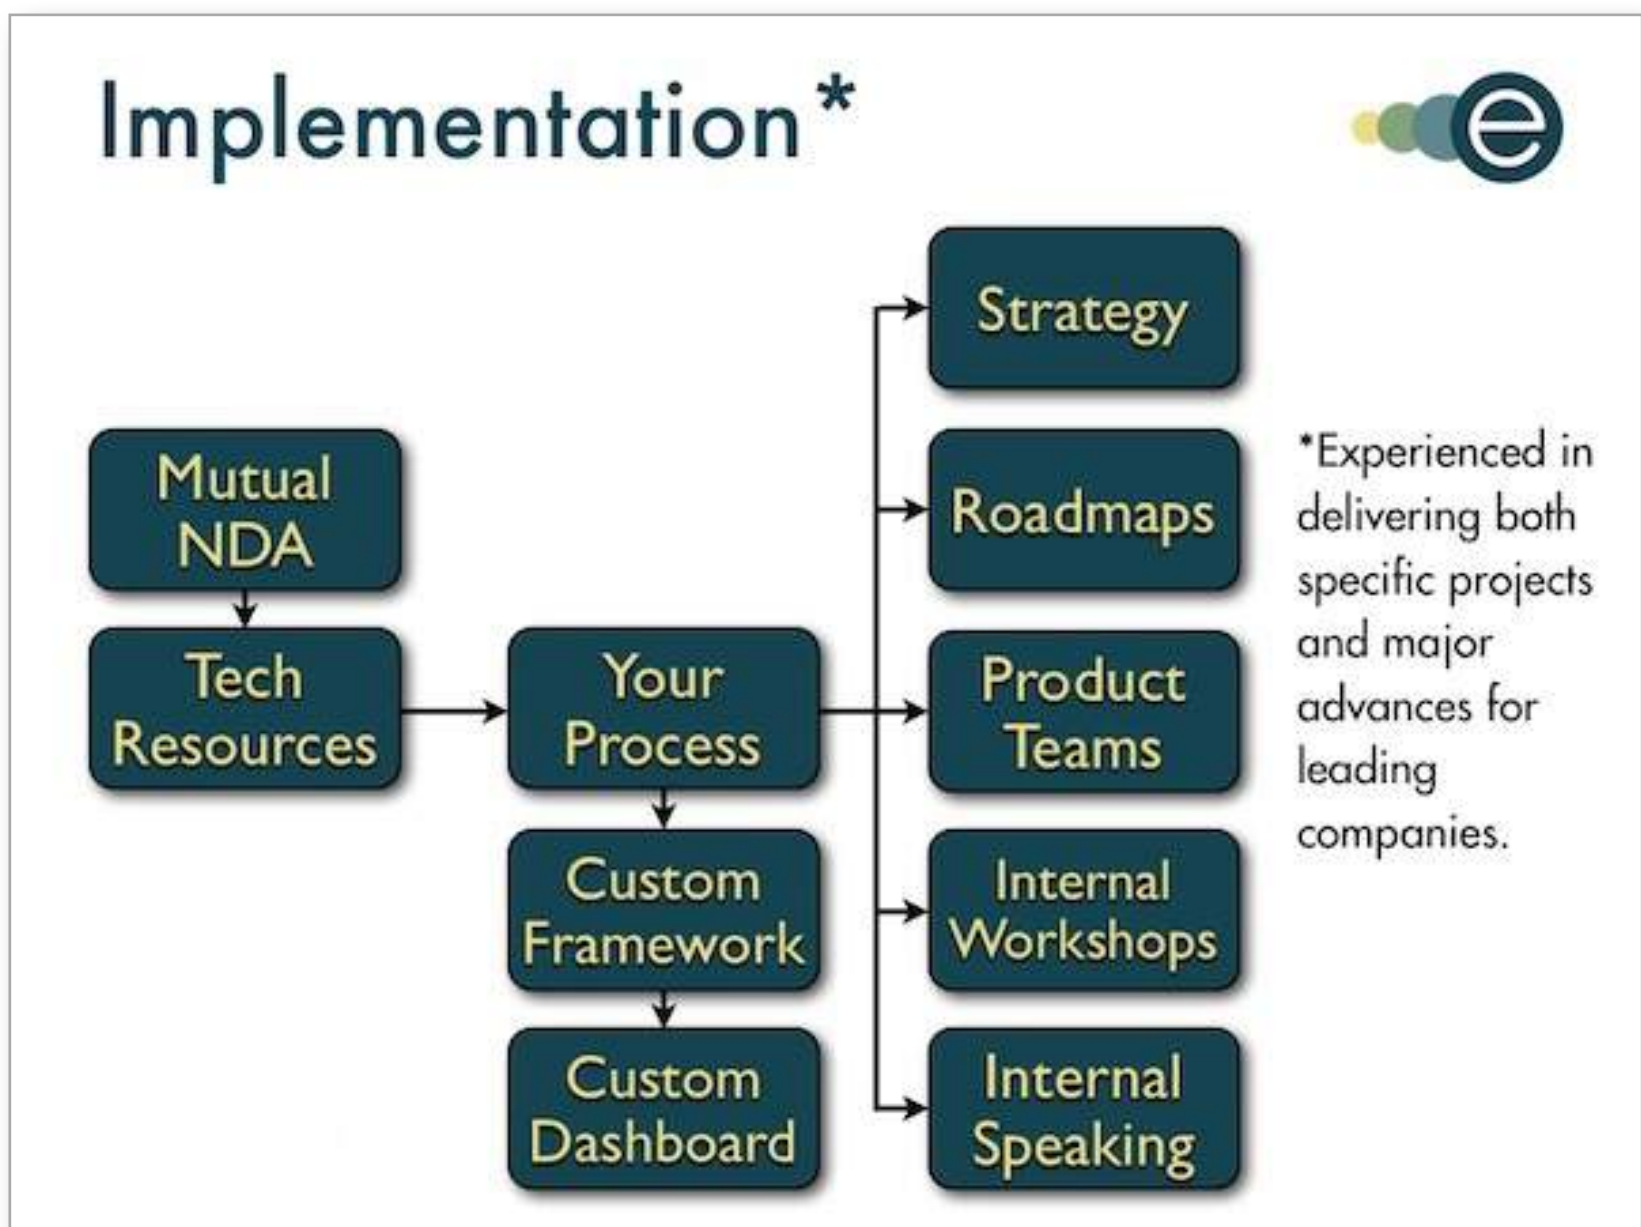 Implementation*
e
Mutual
NDA
Tech
Resources
Your
Process
Custom
Framework
Custom
Dashboard
Strategy
Roadmaps
Product
Teams
Internal
Workshops
Internal
Speaking
*Experienced in
delivering both
specific projects
and major
advances for
leading
companies.